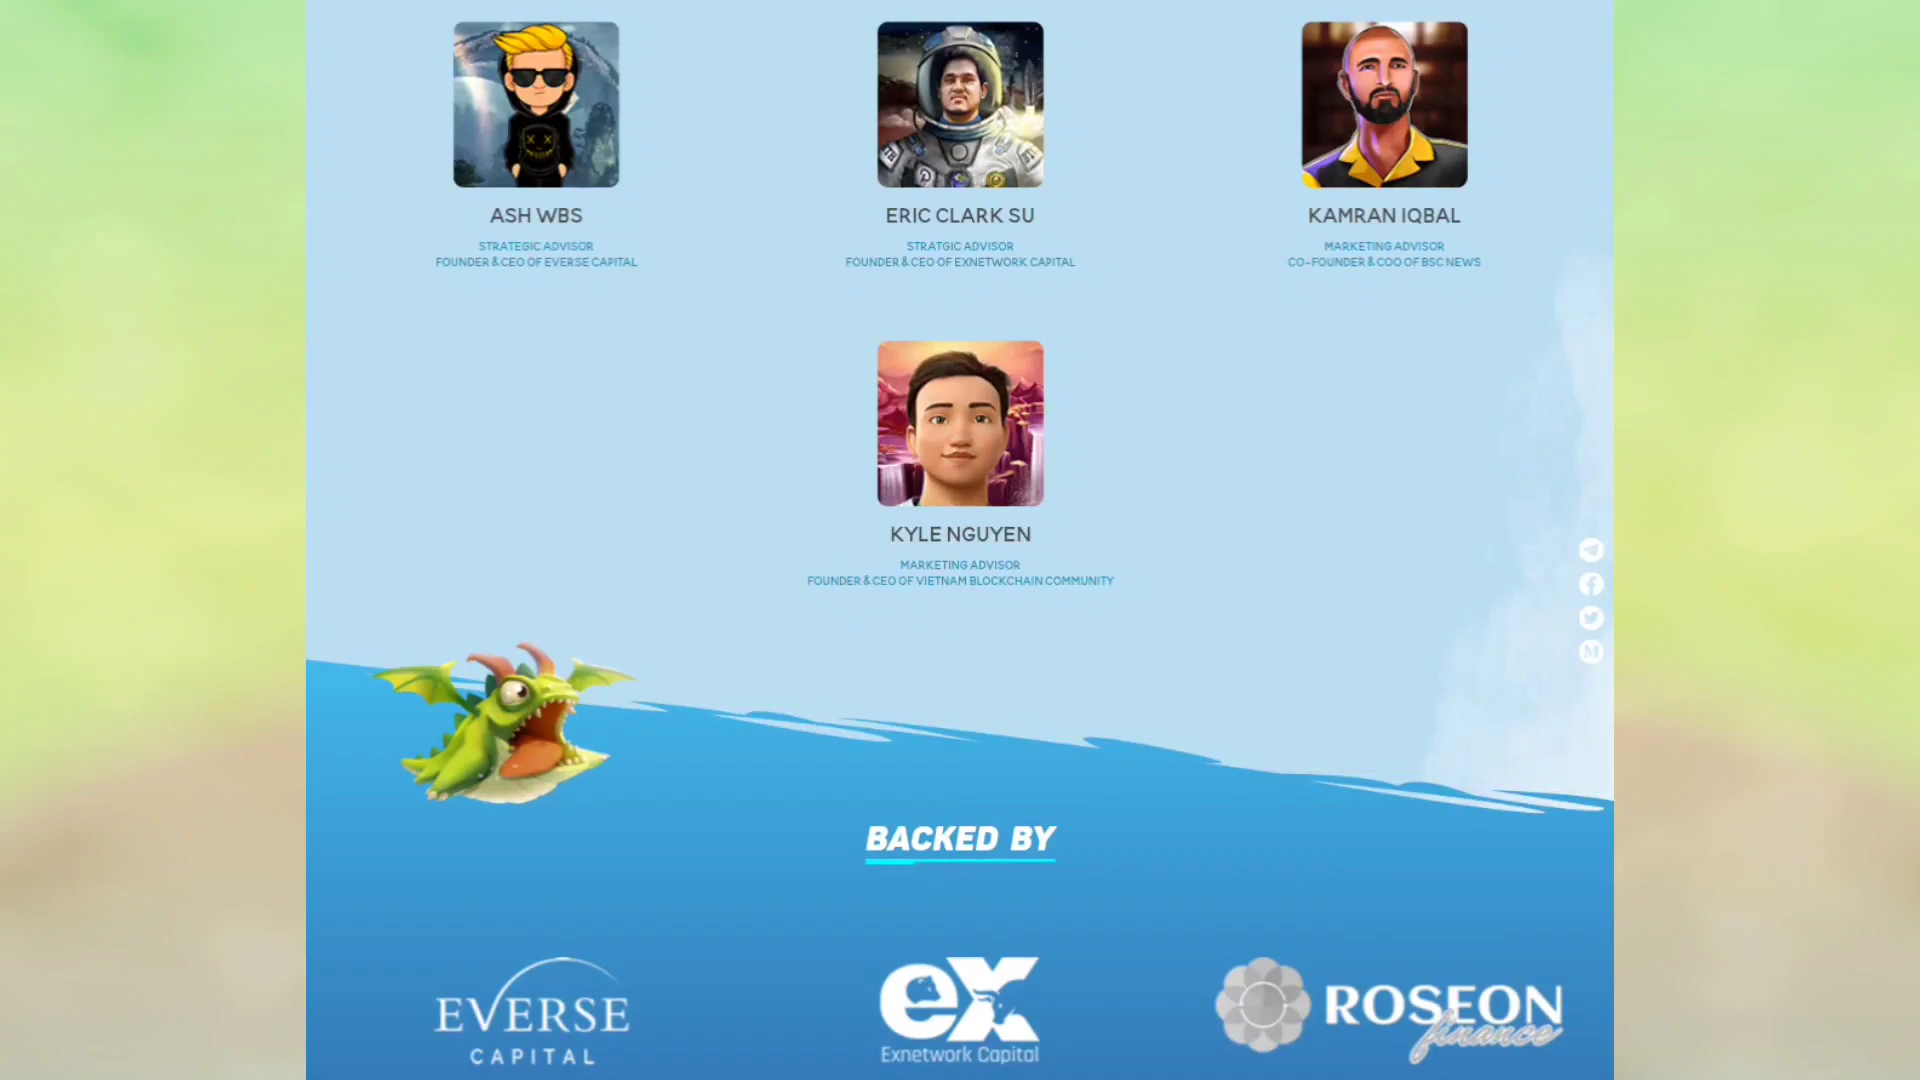 ASH WBS
STRATEGIC ADVISOR
FOUNDER & CEO OF EVERSE CAPITAL
ERIC CLARK SU
STRATGIC ADVISOR
FOUNDER & CEO OF EXNETWORK CAPITAL
KAMRAN IQBAL
MARKETING ADVISOR
CO-FOUNDER & COO OF BSC NEWS
KYLE NGUYEN
MARKETING ADVISOR
FOUNDER & CEO OF VIETNAM BLOCKCHAIN COMMUNITY
BACKED BY
EVERSE
CAPITAL
ex
Exnetwork Capital
ROSEON
finance